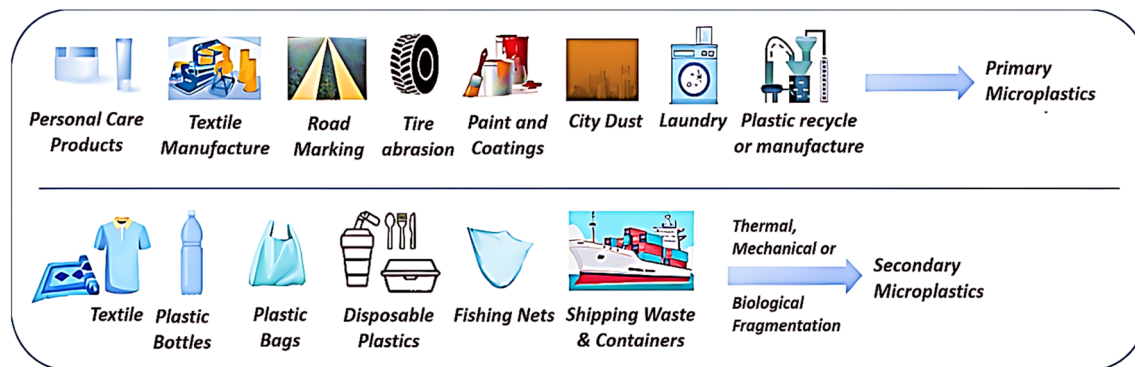 Personal Care
Products
Textile
Manufacture
Road
Marking
Tire
abrasion
Paint and
Coatings
City Dust
Laundry
Plastic recycle
or manufacture
Primary
Microplastics
Textile
Plastic
Bottles
Plastic
Bags
Disposable
Plastics
Fishing Nets
Shipping Waste
& Containers
Thermal,
Mechanical or
Biological
Fragmentation
Secondary
Microplastics